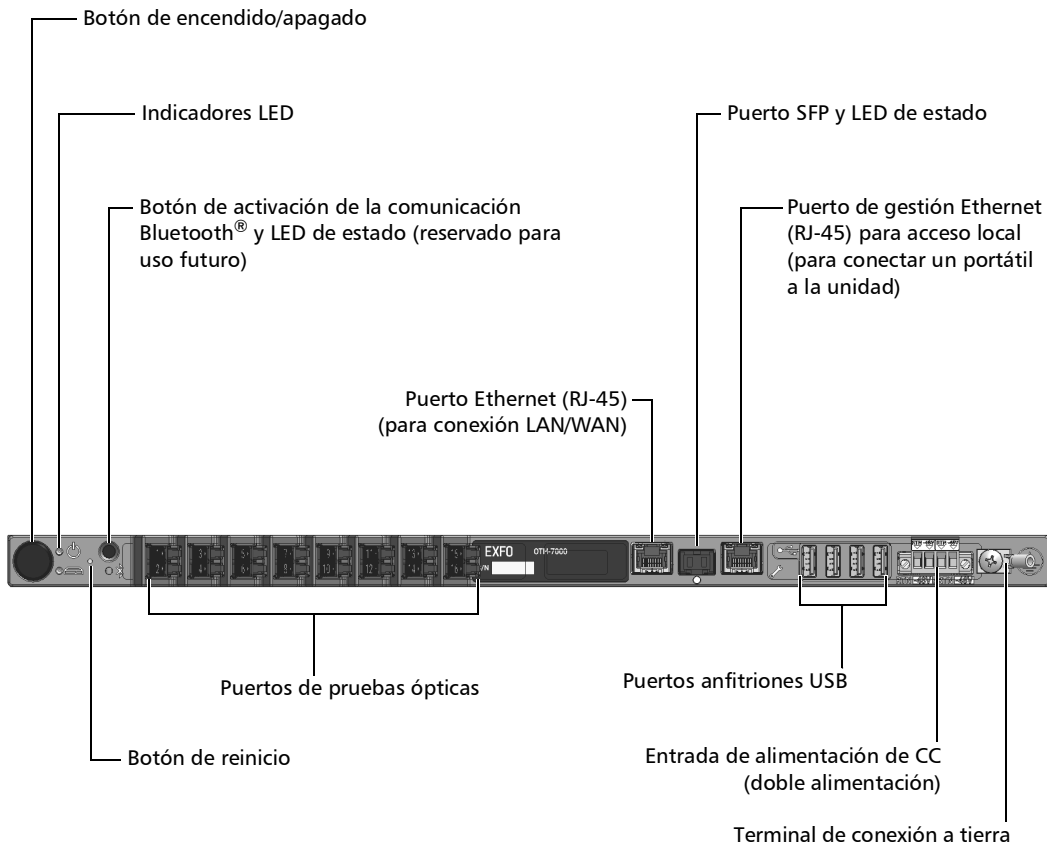 Botón de encendido/apagado
Indicadores LED
Puerto SFP y LED de estado
Botón de activación de la comunicación
Bluetooth® y LED de estado (reservado para
uso futuro)
Puerto de gestión Ethernet
(RJ-45) para acceso local
(para conectar un portátil
a la unidad)
Puerto Ethernet (RJ-45)
(para conexión LAN/WAN)
EXFO
Puertos de pruebas ópticas
Puertos anfitriones USB
Botón de reinicio
Entrada de alimentación de CC
(doble alimentación)
Terminal de conexión a tierra